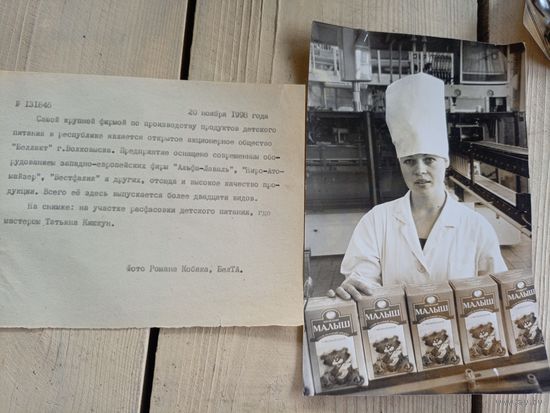 № 131846
20 ноября 1998 года
Самой крупной фирмой по производству продуктов детского
питания в республике является открытое акционерное общество
"Беллакт" г.Волковыска. Предприятие оснащено современным обо-
рудованием западно-европейских фирм "Альфа-Лаваль", "Ниро-Ато-
майзер", "Вестфалия" и других, отсюда и высокое качество про-
дукции. Всего её здесь выпускается более двадцати видов.
На снимке: на участке расфасовки детского питания, где
мастером Татьяна Кишкун.
Фото Романа Кобяка, БелТА.
МАЛЫШ
МАЛЫШ
МАЛЫШ
МАЛЫШ
МАЛЫШ